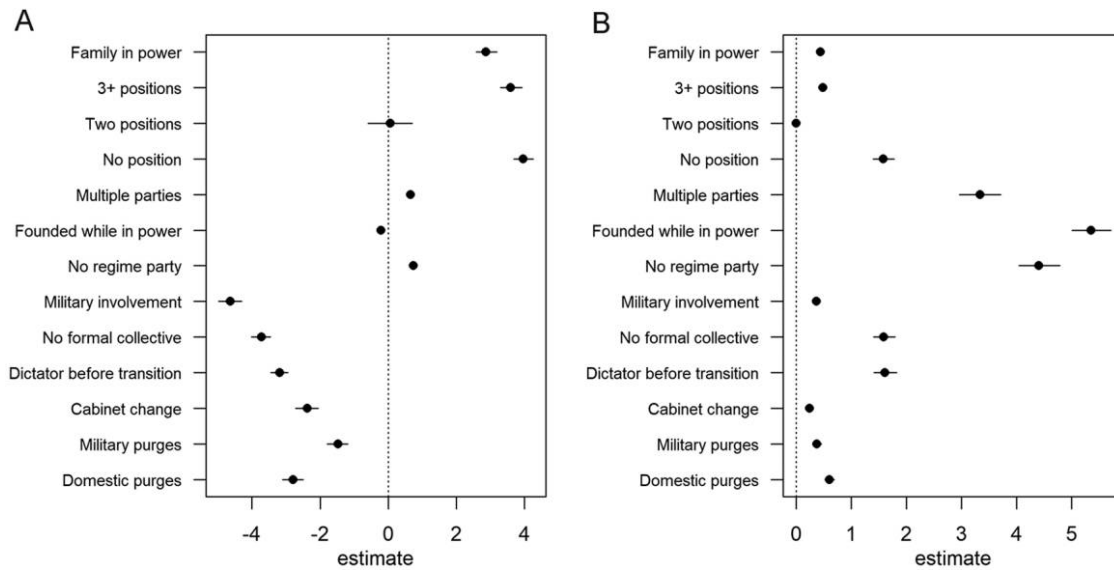 A
Family in power
3+ positions
Two positions
No position
Multiple parties
Founded while in power
No regime party
Military involvement
No formal collective
Dictator before transition
Cabinet change
Military purges
Domestic purges
-4 -2 0 2 4
estimate
B
Family in power
3+ positions
Two positions
No position
Multiple parties
Founded while in power
No regime party
Military involvement
No formal collective
Dictator before transition
Cabinet change
Military purges
Domestic purges
0 1 2 3 4 5
estimate